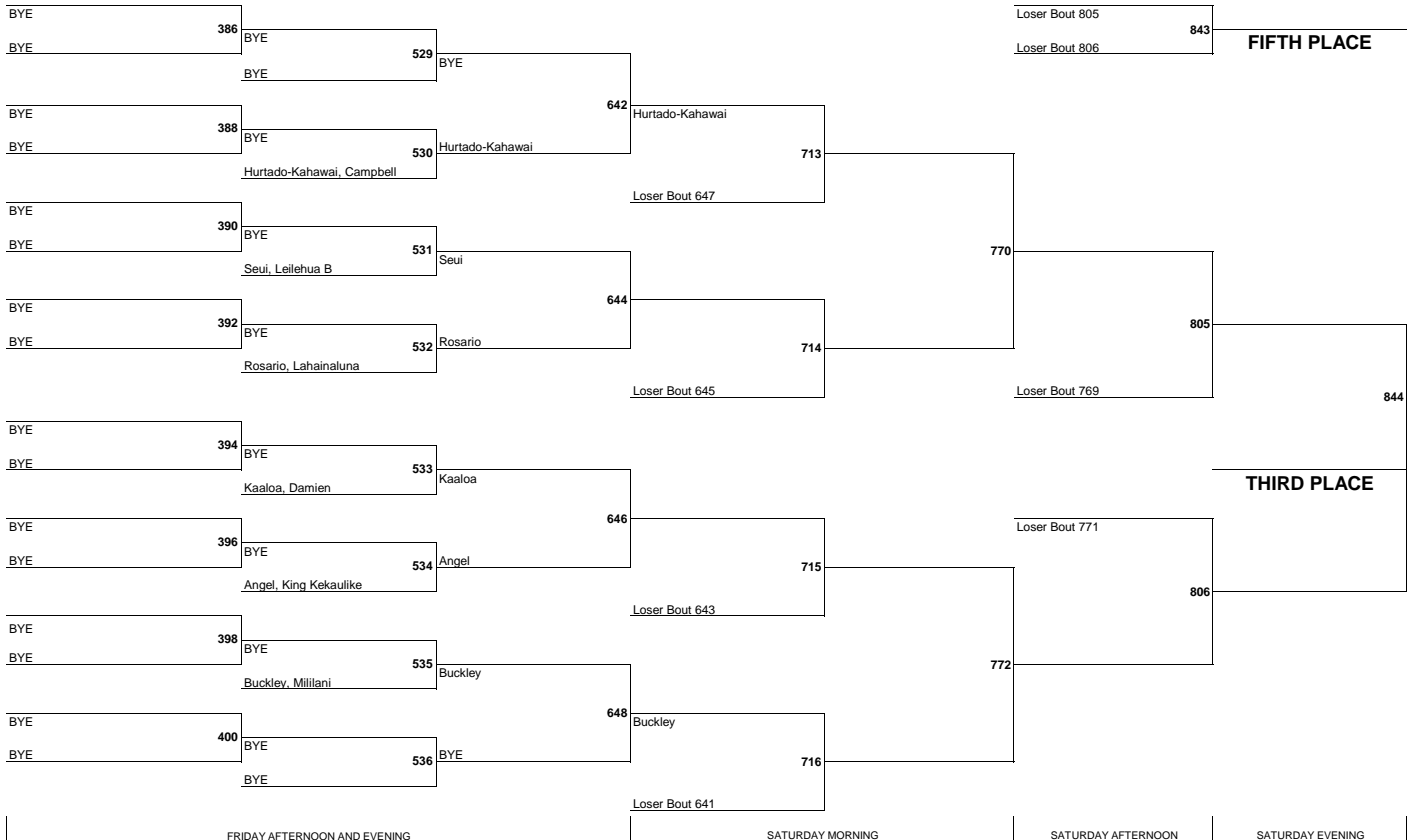 BYE
386
BYE
BYE
529
BYE
BYE
642
BYE
388
BYE
BYE
530
Hurtado-Kahawai
Hurtado-Kahawai, Campbell
Hurtado-Kahawai
713
Loser Bout 647
BYE
390
BYE
BYE
531
Seui
Seui, Leilehua B
644
BYE
392
BYE
BYE
532
Rosario
Rosario, Lahainaluna
714
Loser Bout 645
770
805
Loser Bout 769
BYE
394
BYE
BYE
533
Kaaloa
Kaaloa, Damien
646
BYE
396
BYE
BYE
534
Angel
Angel, King Kekaulike
715
Loser Bout 643
BYE
398
BYE
BYE
535
Buckley
Buckley, Mililani
648
BYE
400
BYE
BYE
536
BYE
BYE
Buckley
716
Loser Bout 641
772
Loser Bout 771
806
844
THIRD PLACE
Loser Bout 805
843
Loser Bout 806
FIFTH PLACE
FRIDAY AFTERNOON AND EVENING
SATURDAY MORNING
SATURDAY AFTERNOON
SATURDAY EVENING